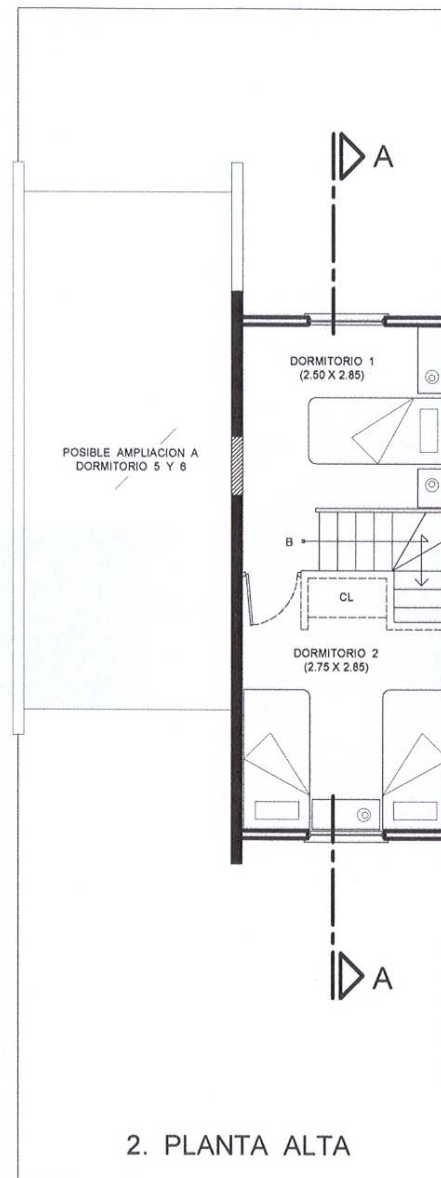 A
DORMITORIO 1
(2.50 X 2.85)
POSIBLE AMPLIACION A
DORMITORIO 5 Y 6
B
CL
DORMITORIO 2
(2.75 X 2.85)
A
2. PLANTA ALTA